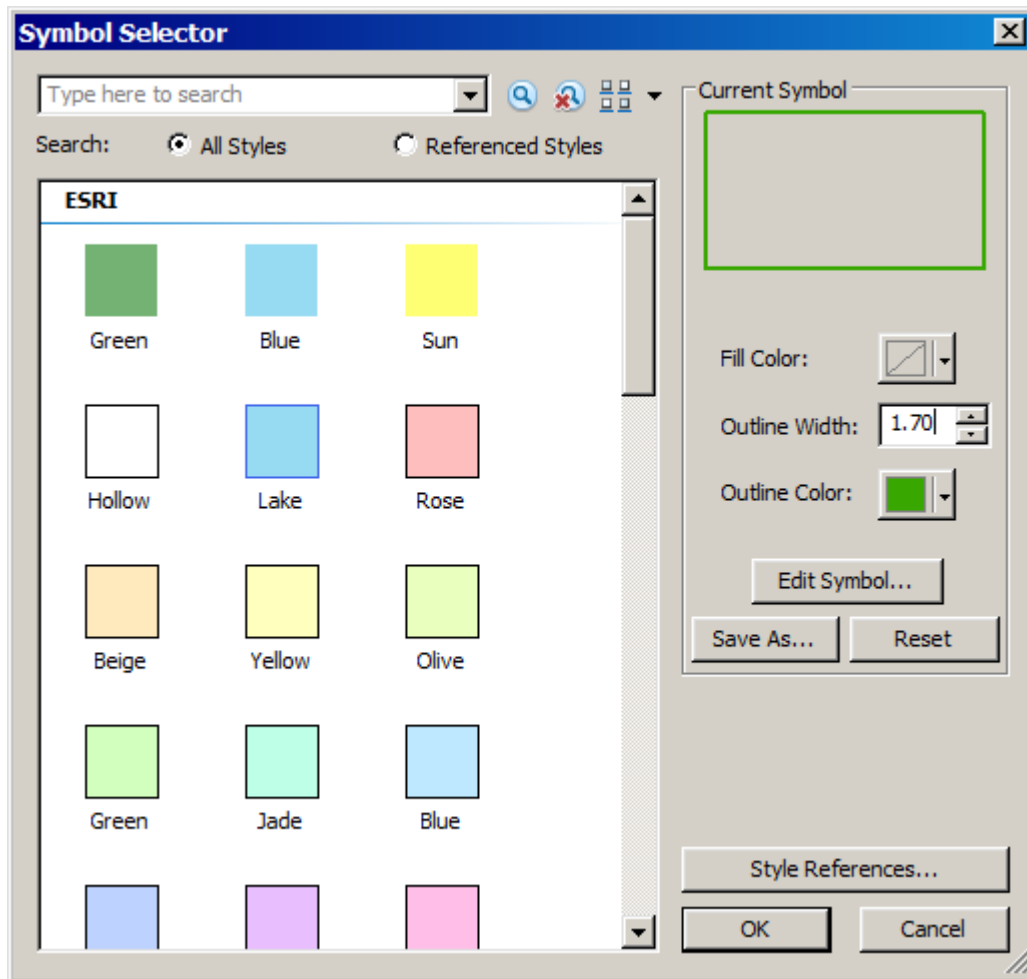 Symbol Selector
Type here to search
Search: All Styles Referenced Styles
ESRI
Green Blue Sun
Hollow Lake Rose
Beige Yellow Olive
Green Jade Blue
Current Symbol
Fill Color:
Outline Width: 1.70
Outline Color:
Edit Symbol...
Save As... Reset
Style References...
OK Cancel